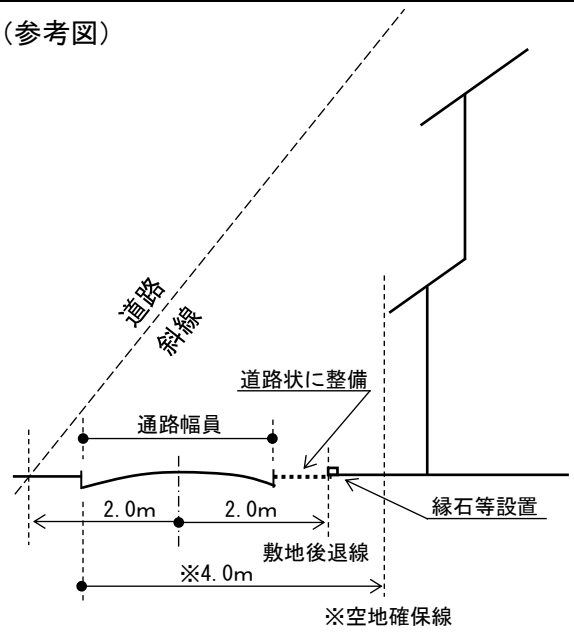 （参考図）
道路
斜線
道路状に整備
通路幅員
2.0m
2.0m
縁石等設置
敷地後退線
※4.0m
※空地確保線